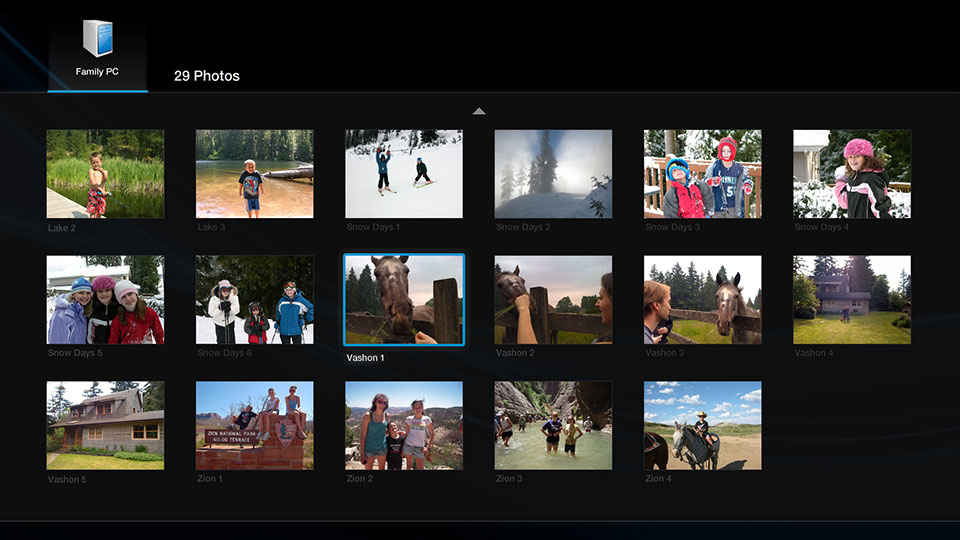 Family PC
29 Photos
Lake 2
Lake 3
Snow Days 1
Snow Days 2
Snow Days 3
Snow Days 4
Snow Days 5
Snow Days 6
Vashon 1
Vashon 2
Vashon 3
Vashon 4
Vashon 5
ZION NATIONAL PARK
KOLOB TERRACE
Zion 1
Zion 2
Zion 3
Zion 4